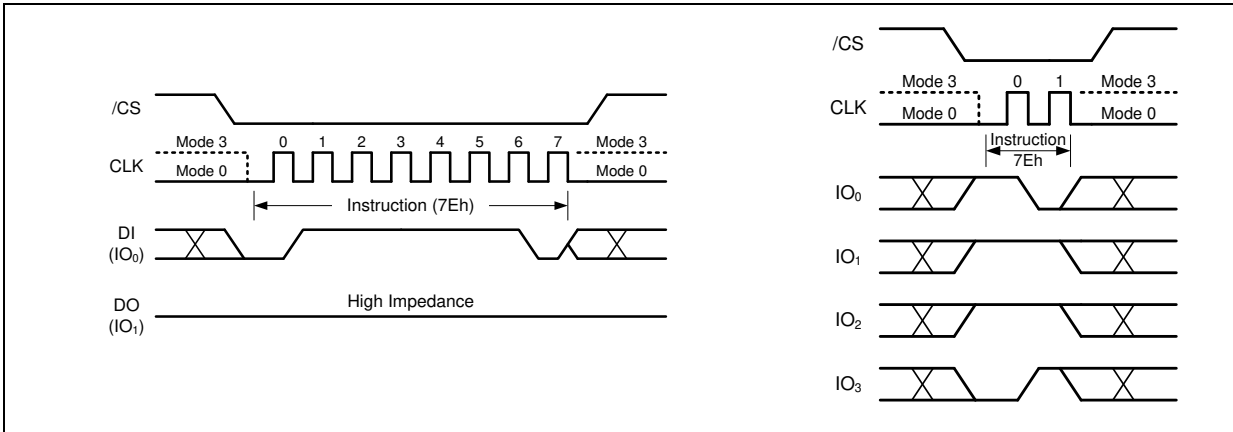 /CS
Mode 3 0 1 2 3 4 5 6 7 Mode 3
CLK
Mode 0 Mode 0
Instruction (7Eh)
DI
(IO₀)
High Impedance
DO
(IO₁)
/CS
Mode 3 0 1 Mode 3
CLK
Mode 0 Mode 0
Instruction
7Eh
IO₀
IO₁
IO₂
IO₃